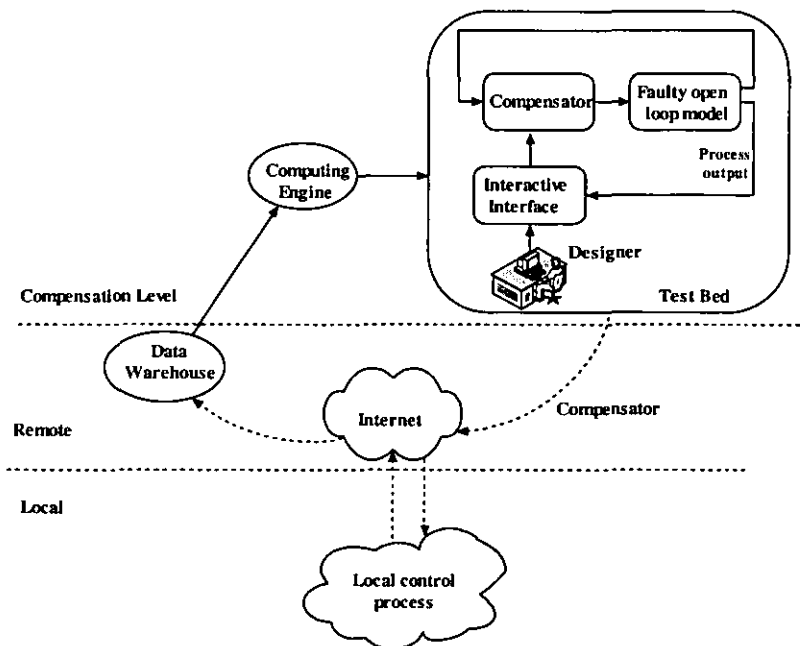 Compensator
Faulty open
loop model
Process
output
Computing
Engine
Interactive
Interface
Designer
Compensation Level
Test Bed
Data
Warehouse
Internet
Compensator
Remote
Local
Local control
process